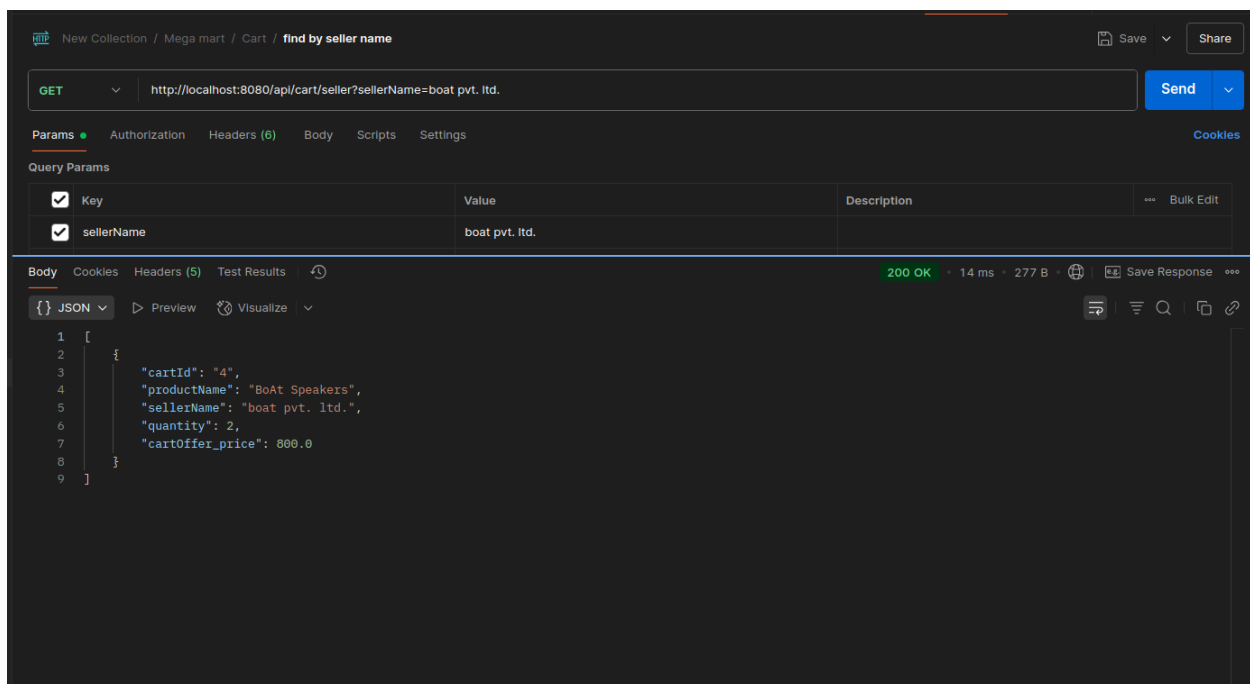 HTTP New Collection / Mega mart / Cart / find by seller name Save Share
GET http://localhost:8080/api/cart/seller?sellerName=boat pvt. ltd. Send
Params Authorization Headers (6) Body Scripts Settings Cookies
Query Params
Key Value Description Bulk Edit
sellerName boat pvt. ltd.
Body Cookies Headers (5) Test Results 200 OK 14 ms 277 B e.g. Save Response
{} JSON Preview Visualize
1 [
2 {
3 "cartId": "4",
4 "productName": "BoAt Speakers",
5 "sellerName": "boat pvt. ltd.",
6 "quantity": 2,
7 "cartOffer_price": 800.0
8 }
9 ]